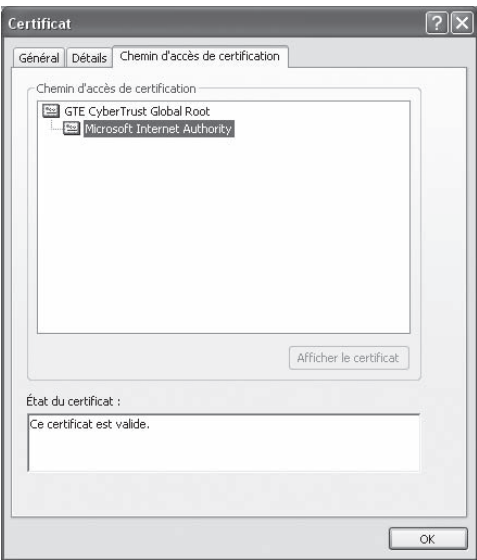 Certificat
Général Détails Chemin d'accès de certification
Chemin d'accès de certification
GTE CyberTrust Global Root
Microsoft Internet Authority
Afficher le certificat
État du certificat :
Ce certificat est valide.
OK